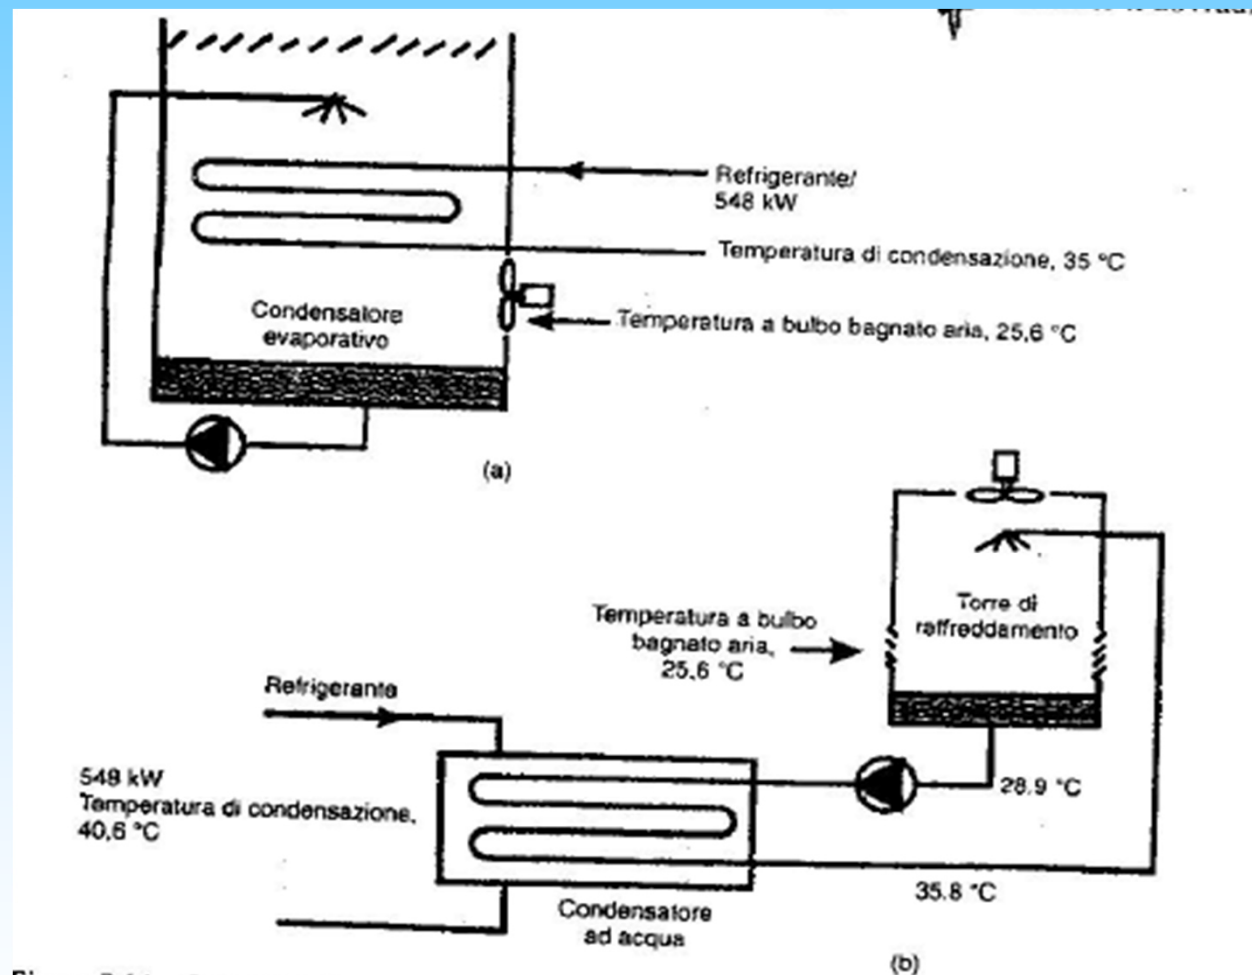 Refrigerante/
548 kW
Temperatura di condensazione, 35 °C
Condensatore
evaporativo
Temperatura a bulbo bagnato aria, 25,6 °C
(a)
Torre di
raffreddamento
Temperatura a bulbo
bagnato aria,
25,6 °C
Refrigerante
548 kW
Temperatura di condensazione,
40,6 °C
28.9 °C
35.8 °C
Condensatore
ad acqua
(b)